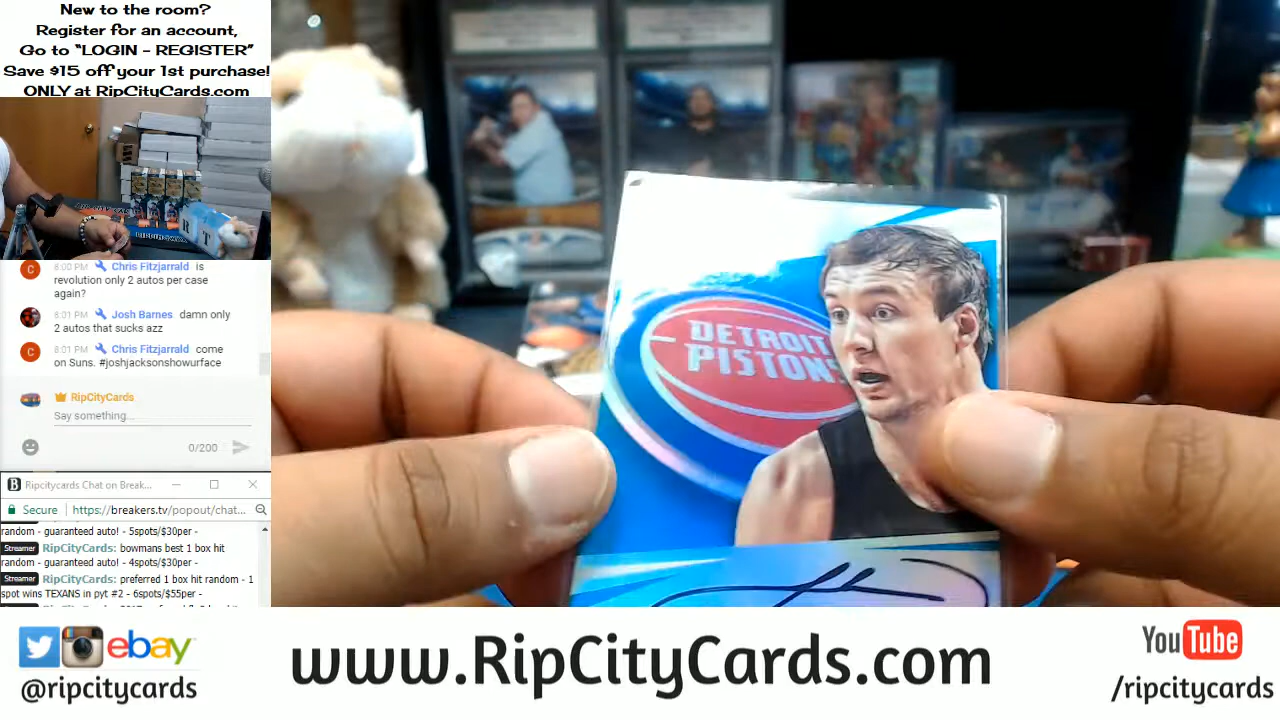 New to the room?
Register for an account,
Go to “LOGIN - REGISTER”
Save $15 off your 1st purchase!
ONLY at RipCityCards.com
8:00 PM Chris Fitzjarrald is
revolution only 2 autos per case
again?
8:01 PM Josh Barnes damn only
2 autos that sucks azz
8:01 PM Chris Fitzjarrald come
on Suns. #joshjacksonshowurface
RipCityCards
Say something...
0/200
Ripcitycards Chat on Break...
Secure https://breakers.tv/popout/chat...
random - guaranteed auto! - 5spots/$30per -
Streamer RipCityCards: bowmans best 1 box hit
random - guaranteed auto! - 4spots/$30per -
Streamer RipCityCards: preferred 1 box hit random - 1
spot wins TEXANS in pyt #2 - 6spots/$55per -
DETROIT
PISTONS
ebay
@ripcitycards
www.RipCityCards.com
YouTube
/ripcitycards